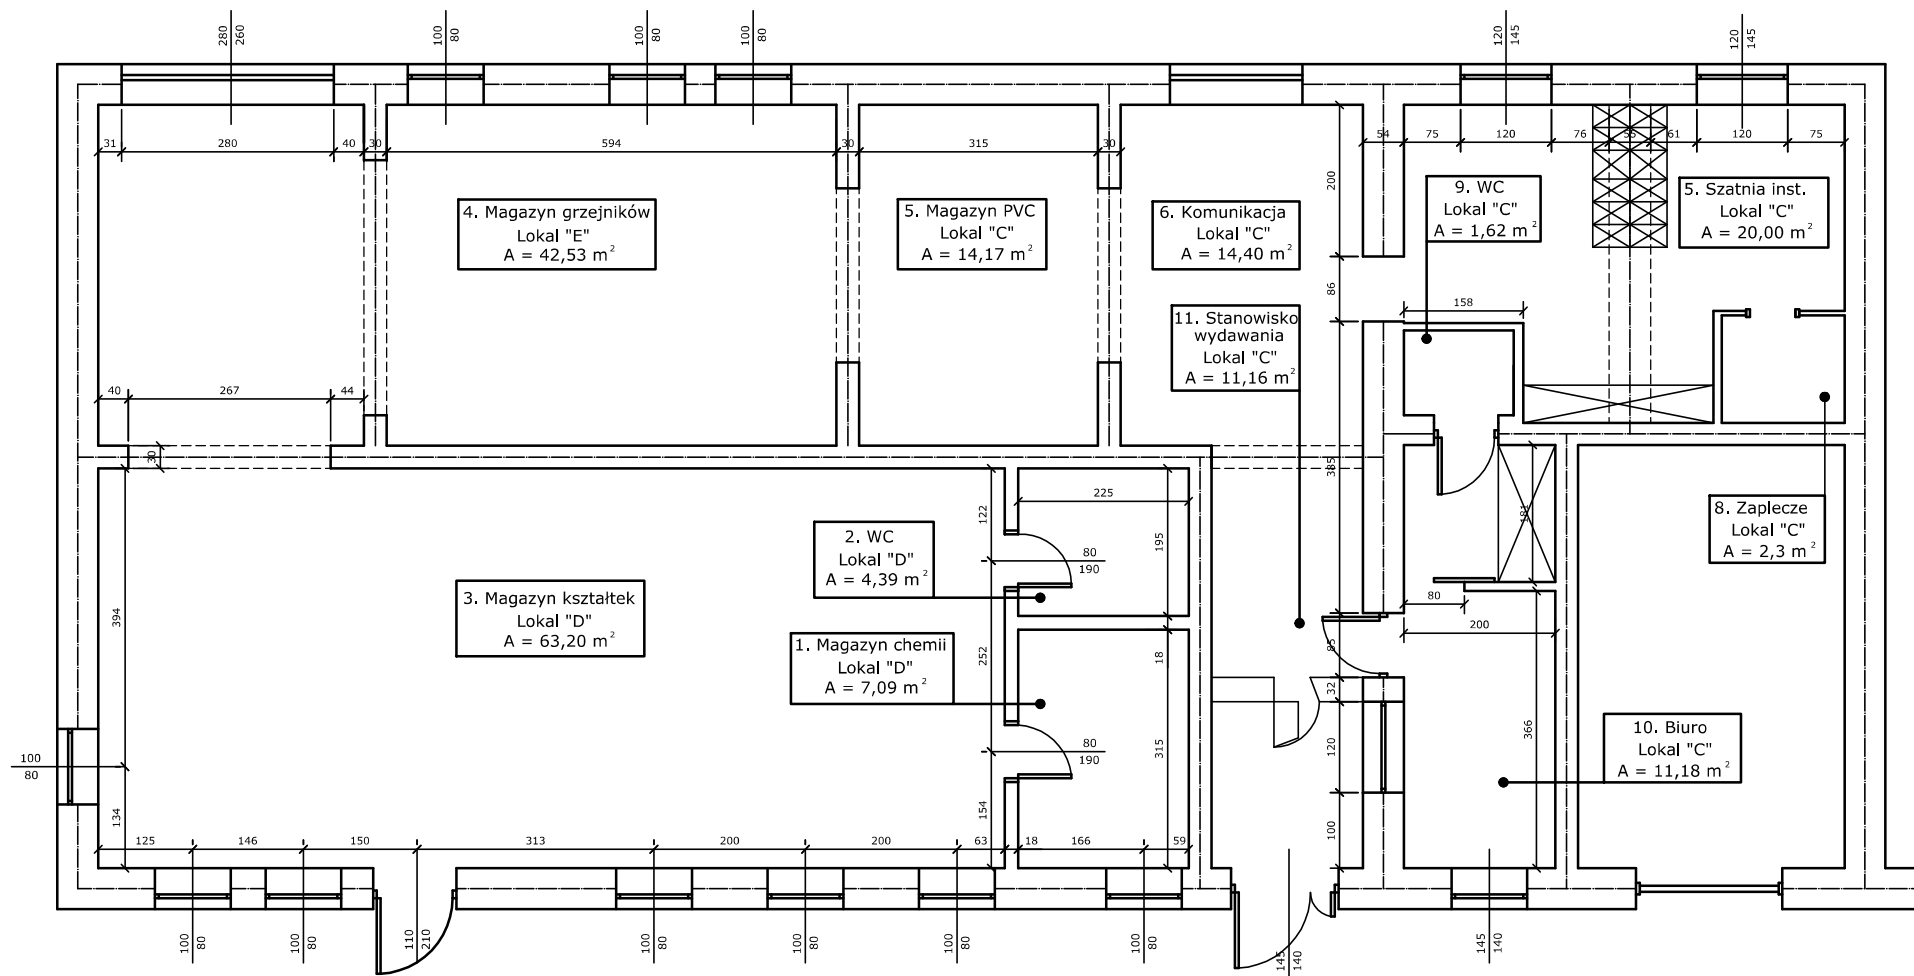 280
260
100
80
100
80
100
80
120
145
120
145
31
280
40
30
594
30
315
30
54
75
120
76
55
61
120
75
200
4. Magazyn grzejników
Lokal "E"
A = 42,53 m²
5. Magazyn PVC
Lokal "C"
A = 14,17 m²
6. Komunikacja
Lokal "C"
A = 14,40 m²
9. WC
Lokal "C"
A = 1,62 m²
5. Szatnia inst.
Lokal "C"
A = 20,00 m²
86
158
11. Stanowisko
wydawania
Lokal "C"
A = 11,16 m²
40
267
44
30
385
394
122
225
195
181
2. WC
Lokal "D"
A = 4,39 m²
80
190
8. Zaplecze
Lokal "C"
A = 2,3 m²
3. Magazyn kształtek
Lokal "D"
A = 63,20 m²
1. Magazyn chemii
Lokal "D"
A = 7,09 m²
252
18
80
200
85
32
80
190
315
120
366
10. Biuro
Lokal "C"
A = 11,18 m²
100
80
134
154
100
125
146
150
313
200
200
63
18
166
59
100
80
100
80
110
210
100
80
100
80
100
80
100
80
145
140
145
140